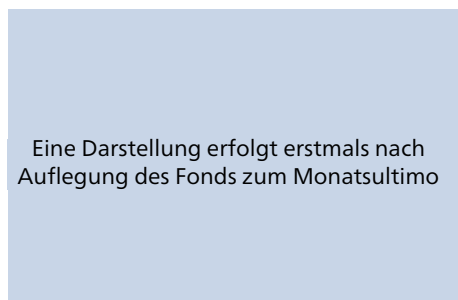 Eine Darstellung erfolgt erstmals nach
Auflegung des Fonds zum Monatsultimo